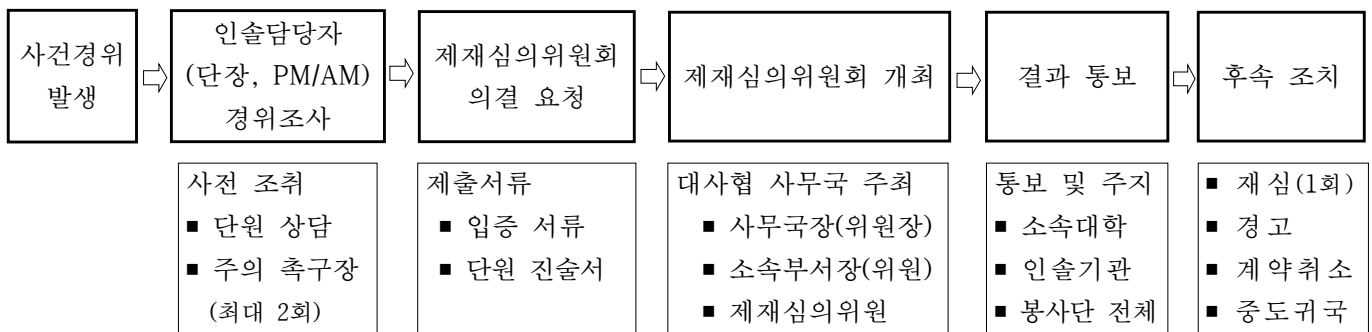 사건경위
발생
인솔담당자
(단장, PM/AM)
경위조사
제재심의위원회
의결 요청
제재심의위원회 개최
결과 통보
후속 조치
사전 조취
▪ 단원 상담
▪ 주의 촉구장
(최대 2회)
제출서류
▪ 입증 서류
▪ 단원 진술서
대사협 사무국 주최
▪ 사무국장(위원장)
▪ 소속부서장(위원)
▪ 제재심의위원
통보 및 주지
▪ 소속대학
▪ 인솔기관
▪ 봉사단 전체
▪ 재심(1회)
▪ 경고
▪ 계약취소
▪ 중도귀국